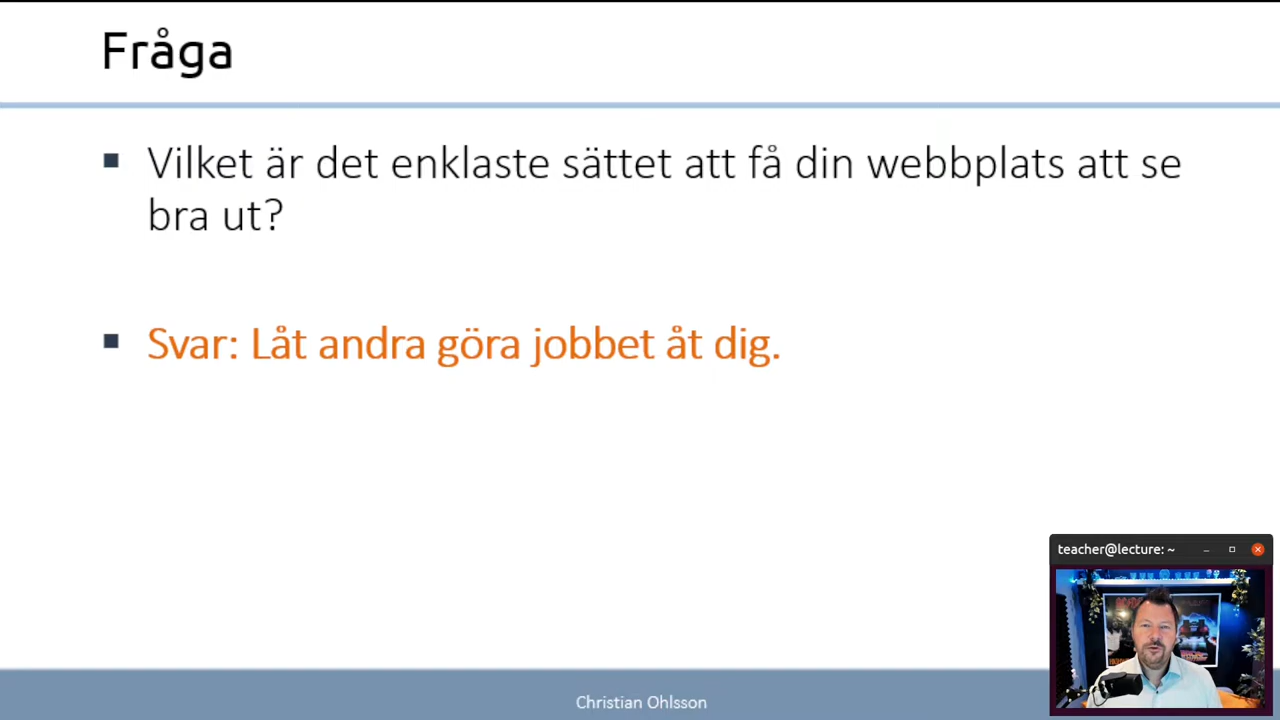 Fråga
Vilket är det enklaste sättet att få din webbplats att se
bra ut?
Svar: Låt andra göra jobbet åt dig.
teacher@lecture: ~
Christian Ohlsson